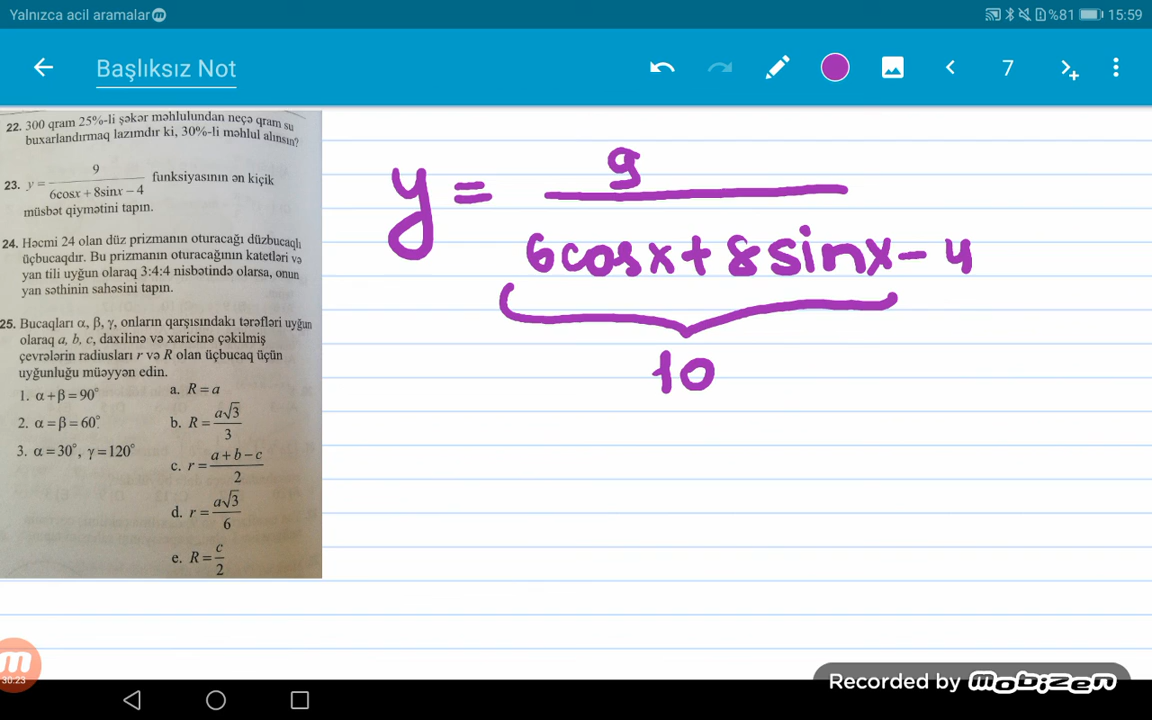 Yalnızca acil aramalar
%81 15:59
Başlıksız Not
7
22. 300 qram 25%-li şəkər məhlulundan neçə qram su
buxarlandırmaq lazımdır ki, 30%-li məhlul alınsın?
23. y = 9 / (6cosx + 8sinx − 4) funksiyasının ən kiçik
müsbət qiymətini tapın.
24. Həcmi 24 olan düz prizmanın oturacağı düzbucaqlı
üçbucaqdır. Bu prizmanın oturacağının katetləri və
yan tili uyğun olaraq 3:4:4 nisbətində olarsa, onun
yan səthinin sahəsini tapın.
25. Bucaqları α, β, γ, onların qarşısındakı tərəfləri uyğun
olaraq a, b, c, daxilinə və xaricinə çəkilmiş
çevrələrin radiusları r və R olan üçbucaq üçün
uyğunluğu müəyyən edin.
1. α+β=90°
2. α=β=60°
3. α=30°, γ=120°
a. R=a
b. R= a√3 / 3
c. r= a+b−c / 2
d. r= a√3 / 6
e. R= c / 2
y = 9 / 6cosx+8sinx-4
10
30:23
Recorded by mobizen